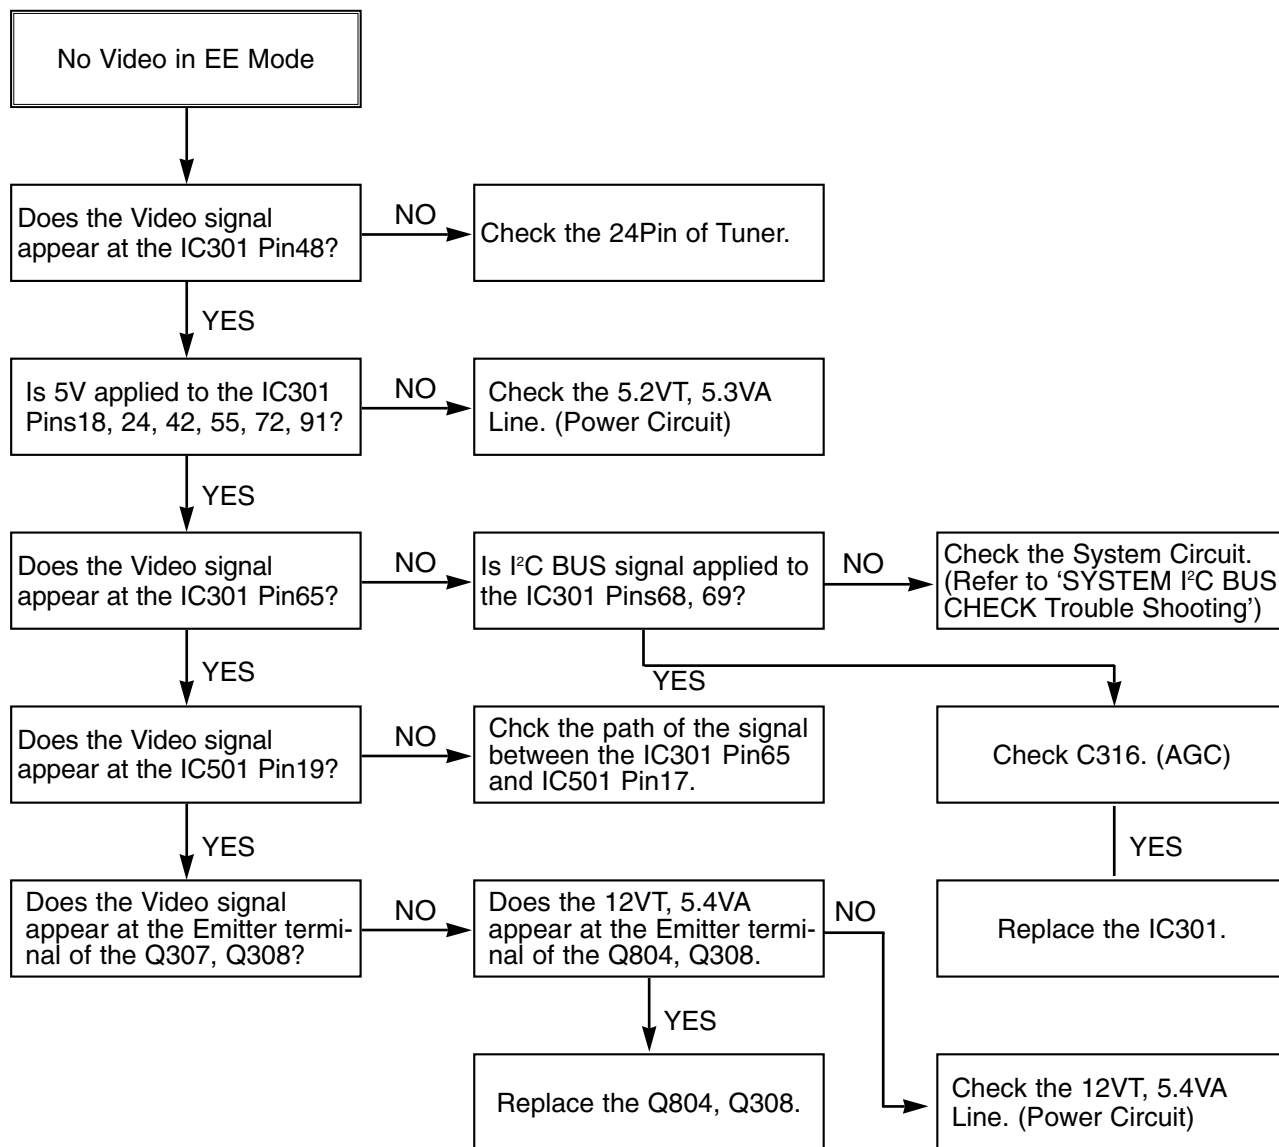 No Video in EE Mode
Does the Video signal
appear at the IC301 Pin48?
NO
Check the 24Pin of Tuner.
YES
Is 5V applied to the IC301
Pins18, 24, 42, 55, 72, 91?
NO
Check the 5.2VT, 5.3VA
Line. (Power Circuit)
YES
Does the Video signal
appear at the IC301 Pin65?
NO
Is I²C BUS signal applied to
the IC301 Pins68, 69?
NO
Check the System Circuit.
(Refer to ‘SYSTEM I²C BUS
CHECK Trouble Shooting’)
YES
YES
Does the Video signal
appear at the IC501 Pin19?
NO
Chck the path of the signal
between the IC301 Pin65
and IC501 Pin17.
Check C316. (AGC)
YES
YES
Does the Video signal
appear at the Emitter termi-
nal of the Q307, Q308?
NO
Does the 12VT, 5.4VA
appear at the Emitter termi-
nal of the Q804, Q308.
NO
Replace the IC301.
YES
Replace the Q804, Q308.
Check the 12VT, 5.4VA
Line. (Power Circuit)